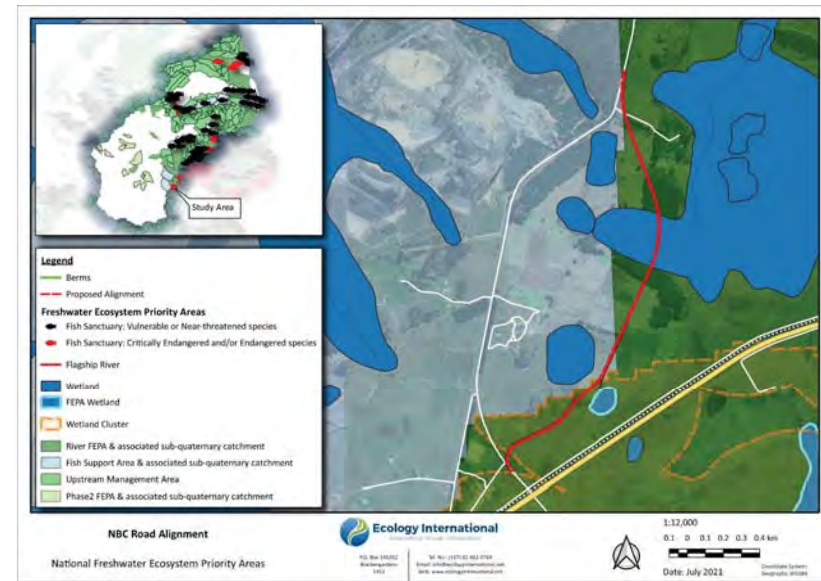 Study Area
Legend
Berms
Proposed Alignment
Freshwater Ecosystem Priority Areas
Fish Sanctuary: Vulnerable or Near-threatened species
Fish Sanctuary: Critically Endangered and/or Endangered species
Flagship River
Wetland
FEPA Wetland
Wetland Cluster
River FEPA & associated sub-quaternary catchment
Fish Support Area & associated sub-quaternary catchment
Upstream Management Area
Phase2 FEPA & associated sub-quaternary catchment
NBC Road Alignment
National Freshwater Ecosystem Priority Areas
Ecology International
1:12,000
0.1 0 0.1 0.2 0.3 0.4 km
Date: July 2021
Coordinate System:
Geographic WGS84